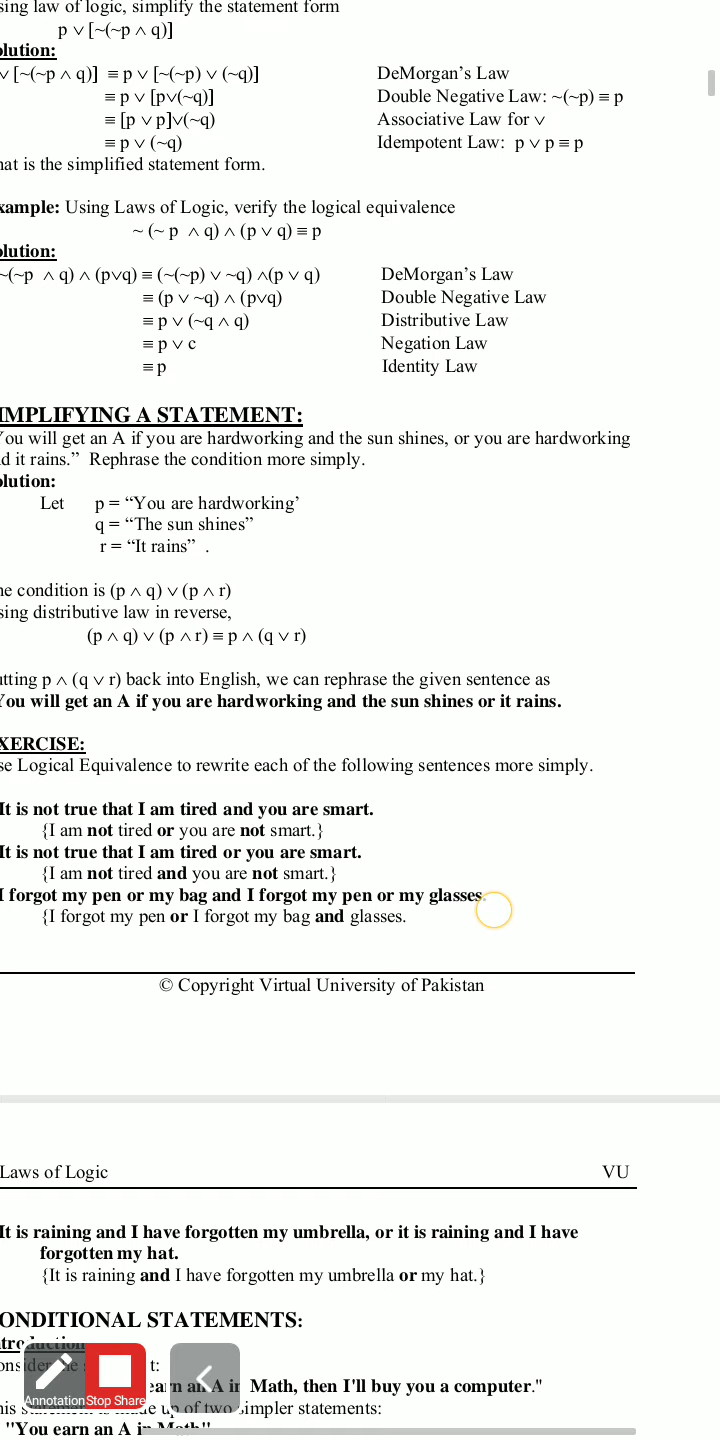 sing law of logic, simplify the statement form
p ∨ [~(~p ∧ q)]
olution:
∨ [~(~p ∧ q)] ≡ p ∨ [~(~p) ∨ (~q)] DeMorgan's Law
≡ p ∨ [p∨(~q)] Double Negative Law: ~(~p) ≡ p
≡ [p ∨ p]∨(~q) Associative Law for ∨
≡ p ∨ (~q) Idempotent Law: p ∨ p ≡ p
hat is the simplified statement form.
xample: Using Laws of Logic, verify the logical equivalence
~ (~ p ∧ q) ∧ (p ∨ q) ≡ p
olution:
~(~p ∧ q) ∧ (p∨q) ≡ (~(~p) ∨ ~q) ∧(p ∨ q) DeMorgan's Law
≡ (p ∨ ~q) ∧ (p∨q) Double Negative Law
≡ p ∨ (~q ∧ q) Distributive Law
≡ p ∨ c Negation Law
≡ p Identity Law
IMPLIFYING A STATEMENT:
You will get an A if you are hardworking and the sun shines, or you are hardworking
d it rains.” Rephrase the condition more simply.
olution:
Let p = “You are hardworking’
q = “The sun shines”
r = “It rains” .
he condition is (p ∧ q) ∨ (p ∧ r)
sing distributive law in reverse,
(p ∧ q) ∨ (p ∧ r) ≡ p ∧ (q ∨ r)
utting p ∧ (q ∨ r) back into English, we can rephrase the given sentence as
You will get an A if you are hardworking and the sun shines or it rains.
XERCISE:
se Logical Equivalence to rewrite each of the following sentences more simply.
It is not true that I am tired and you are smart.
{I am not tired or you are not smart.}
It is not true that I am tired or you are smart.
{I am not tired and you are not smart.}
I forgot my pen or my bag and I forgot my pen or my glasses.
{I forgot my pen or I forgot my bag and glasses.
© Copyright Virtual University of Pakistan
Laws of Logic VU
It is raining and I have forgotten my umbrella, or it is raining and I have
forgotten my hat.
{It is raining and I have forgotten my umbrella or my hat.}
ONDITIONAL STATEMENTS:
troduction
onsider the s t:
earn an A in Math, then I'll buy you a computer."
Annotation Stop Share
his s made up of two simpler statements:
"You earn an A in Math"